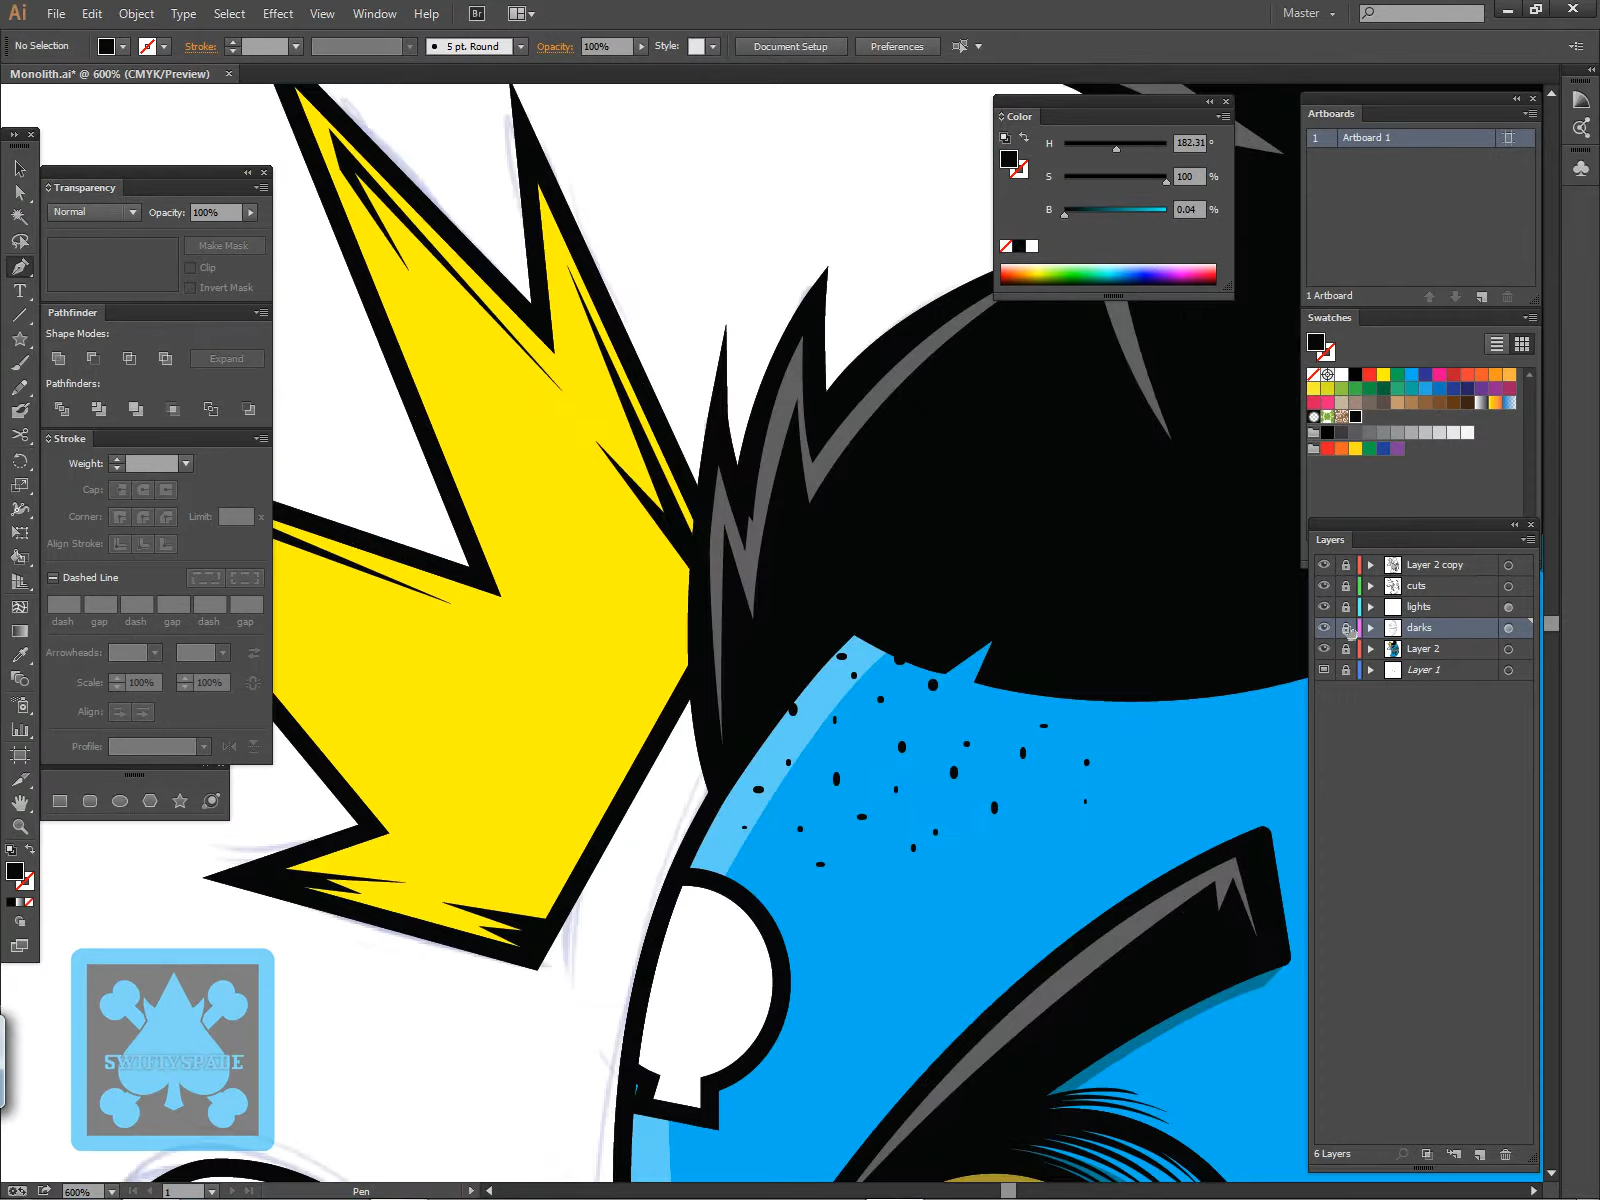 Ai File Edit Object Type Select Effect View Window Help Br Master
No Selection Stroke: 5 pt. Round Opacity: 100% Style: Document Setup Preferences
Monolith.ai* @ 600% (CMYK/Preview)
Transparency
Normal Opacity: 100%
Make Mask
Clip
Invert Mask
Pathfinder
Shape Modes:
Expand
Pathfinders:
Stroke
Weight:
Cap:
Corner: Limit: x
Align Stroke:
Dashed Line
dash gap dash gap dash gap
Arrowheads:
Scale: 100% 100%
Align:
Profile:
Color
H 182.31 °
S 100 %
B 0.04 %
Artboards
1 Artboard 1
1 Artboard
Swatches
Layers
Layer 2 copy
cuts
lights
darks
Layer 2
Layer 1
6 Layers
SWIFTYSPADE
600% 1 Pen